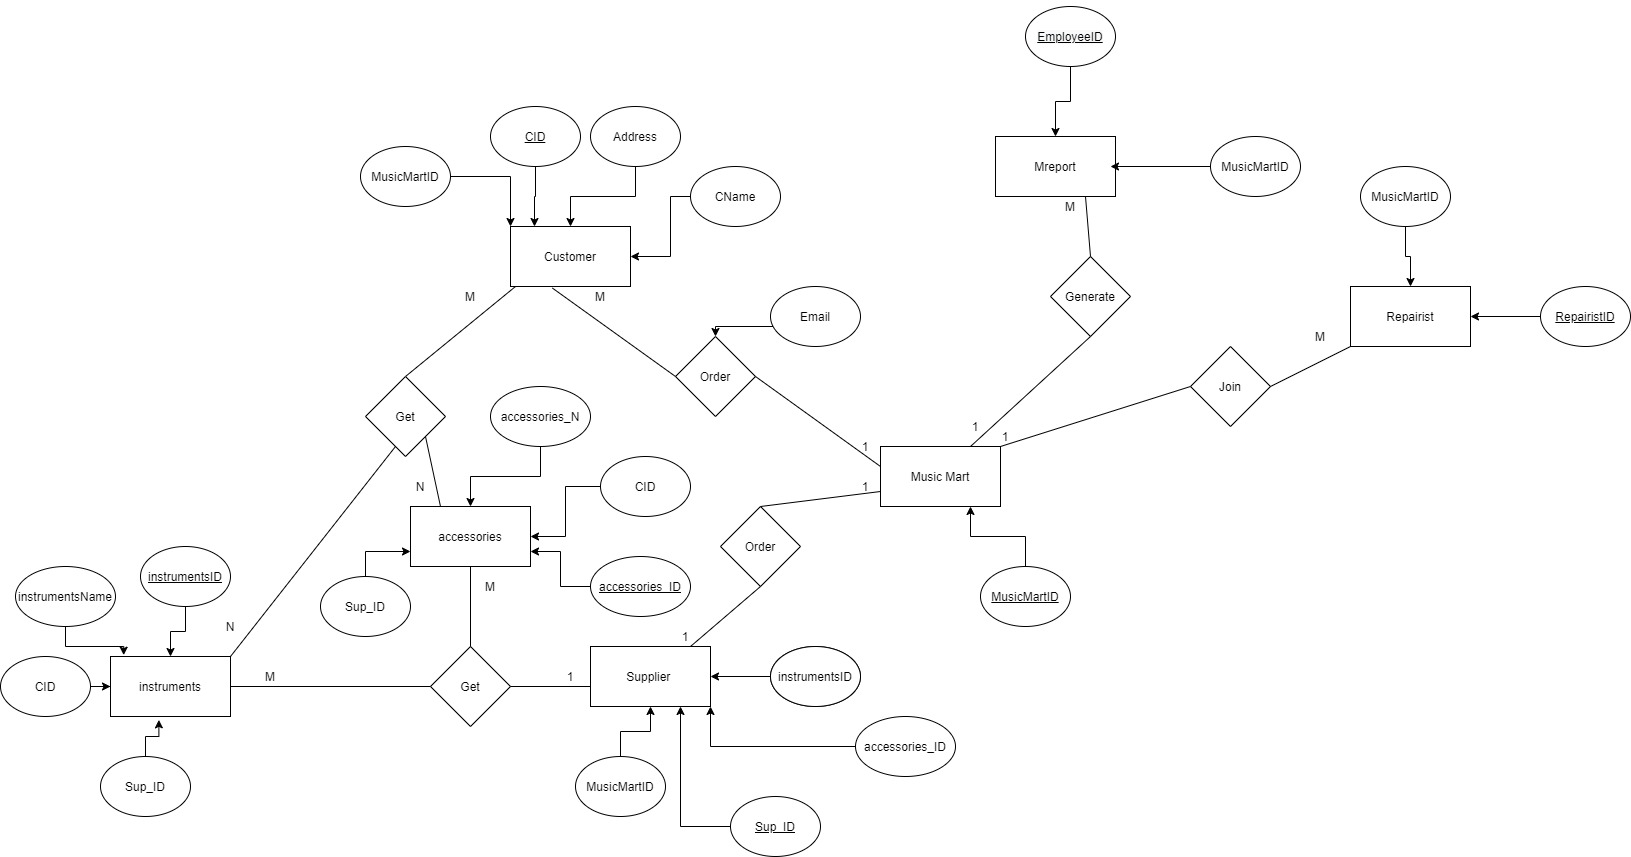 EmployeeID
CID
Address
Mreport
MusicMartID
MusicMartID
CName
MusicMartID
M
Customer
M
M
Generate
Email
Repairist
RepairistID
M
Order
Join
Get
accessories_N
1
1
1
Music Mart
N
CID
1
accessories
Order
instrumentsID
M
accessories_ID
instrumentsName
Sup_ID
MusicMartID
N
1
CID
instruments
M
Get
1
Supplier
instrumentsID
accessories_ID
Sup_ID
MusicMartID
Sup_ID